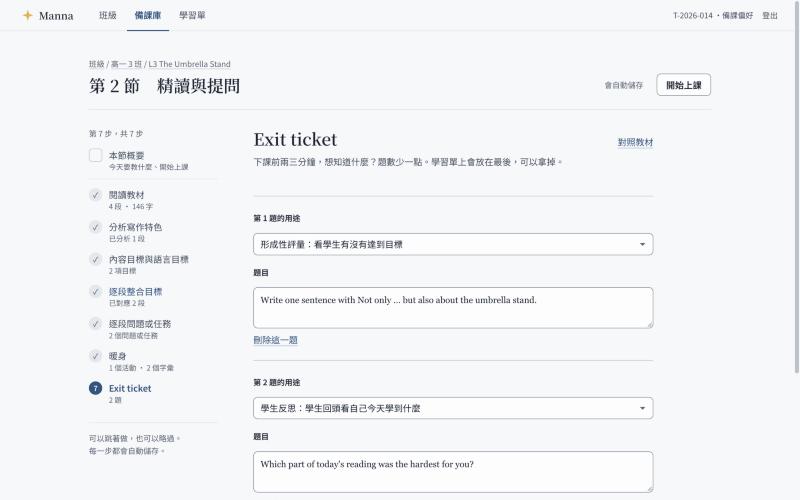 Manna
班級
備課庫
學習單
T-2026-014・備課偏好
登出
班級 / 高一 3 班 / L3 The Umbrella Stand
第 2 節　精讀與提問
會自動儲存
開始上課
第 7 步，共 7 步
本節概要
今天要教什麼、開始上課
閱讀教材
4 段・146 字
分析寫作特色
已分析 1 段
內容目標與語言目標
2 項目標
逐段整合目標
已對應 2 段
逐段問題或任務
2 個問題或任務
暖身
1 個活動・2 個字彙
7 Exit ticket
2 題
可以跳著做，也可以略過。
每一步都會自動儲存。
Exit ticket
對照教材
下課前兩三分鐘，想知道什麼？題數少一點。學習單上會放在最後，可以拿掉。
第 1 題的用途
形成性評量：看學生有沒有達到目標
題目
Write one sentence with Not only ... but also about the umbrella stand.
刪除這一題
第 2 題的用途
學生反思：學生回頭看自己今天學到什麼
題目
Which part of today's reading was the hardest for you?